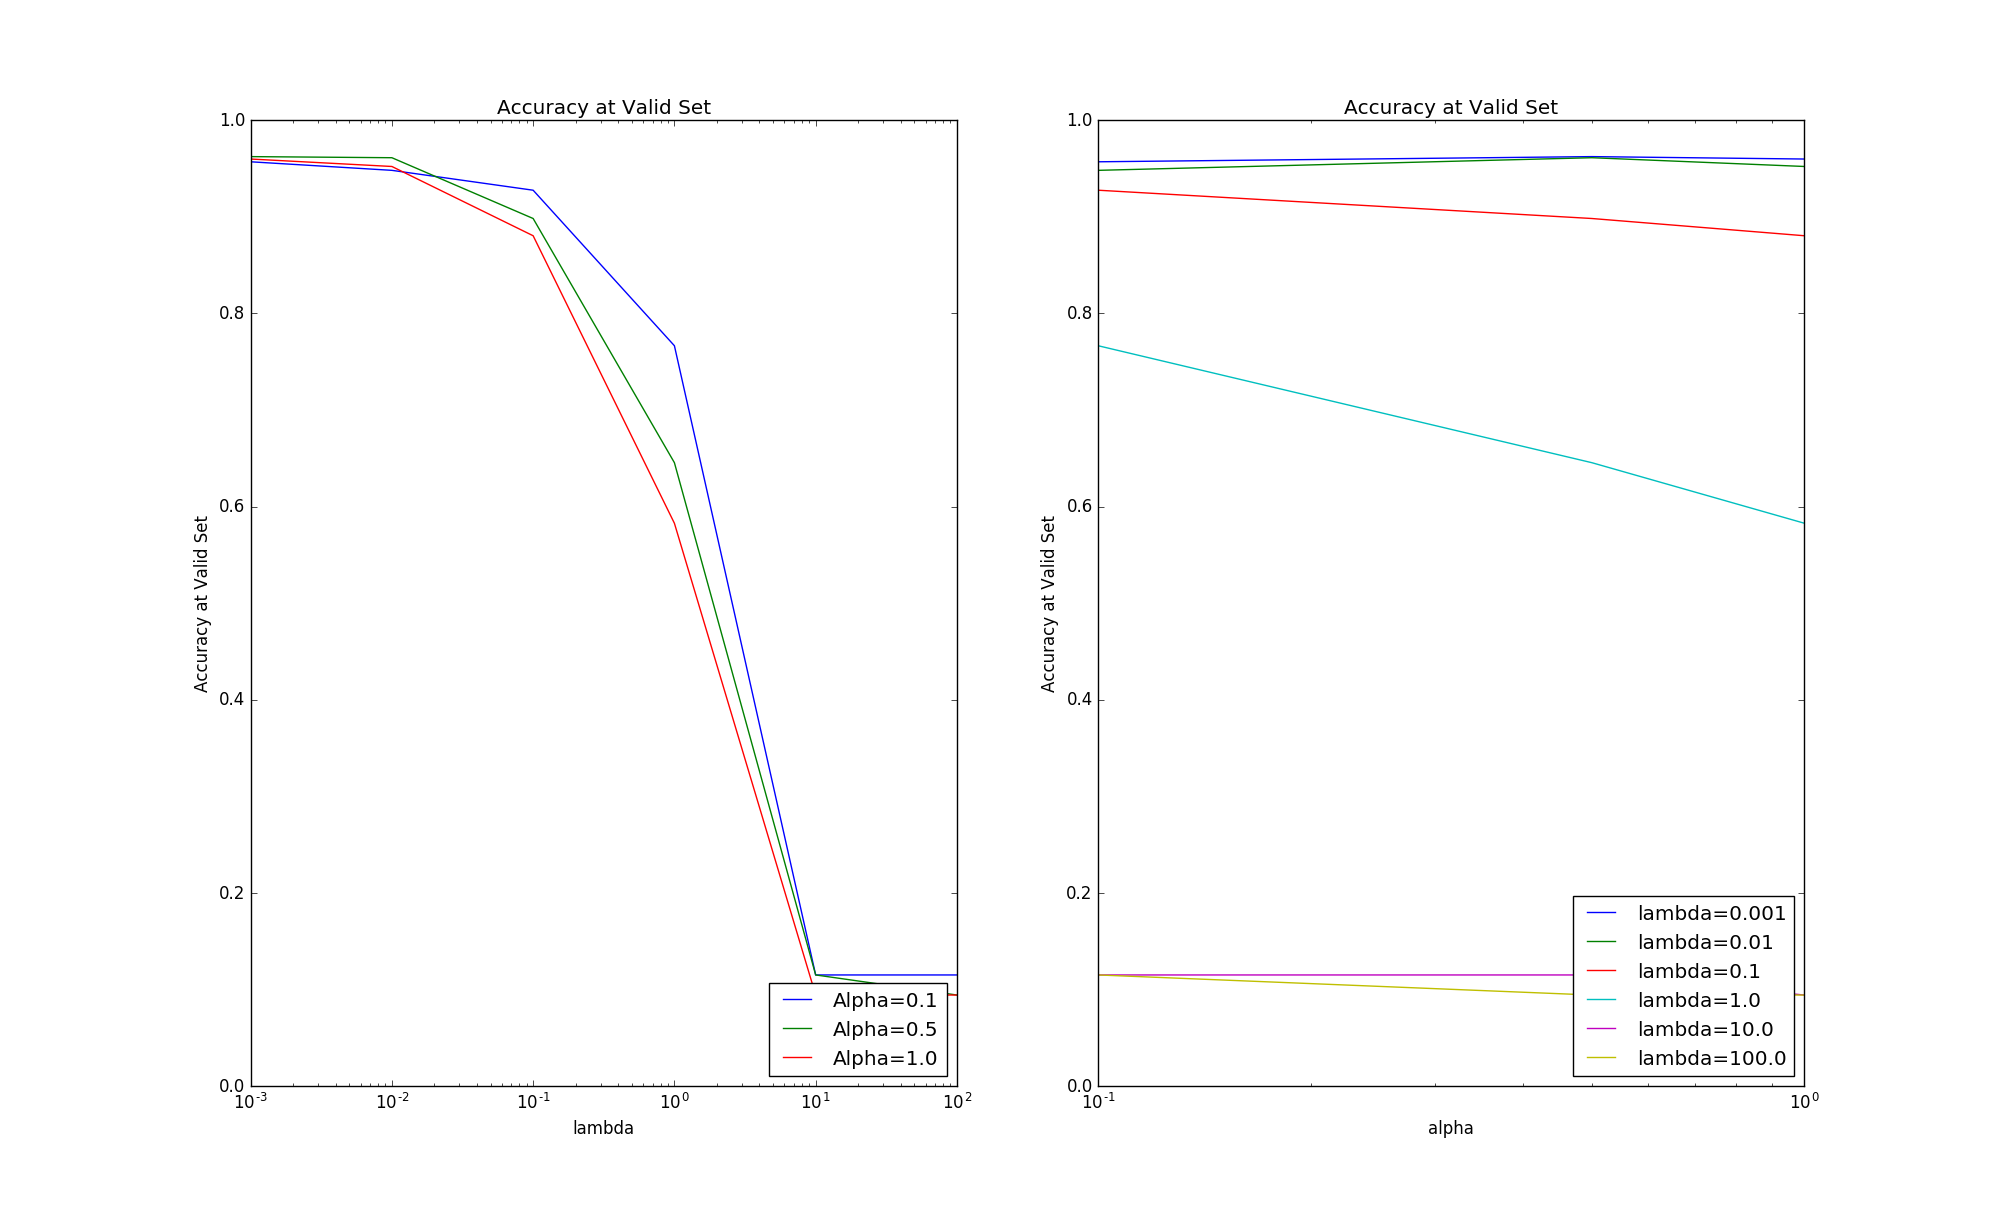 Accuracy at Valid Set
1.0
0.8
0.6
0.4
0.2
0.0
Accuracy at Valid Set
10^-3 10^-2 10^-1 10^0 10^1 10^2
lambda
Alpha=0.1
Alpha=0.5
Alpha=1.0
Accuracy at Valid Set
1.0
0.8
0.6
0.4
0.2
0.0
Accuracy at Valid Set
10^-1 10^0
alpha
lambda=0.001
lambda=0.01
lambda=0.1
lambda=1.0
lambda=10.0
lambda=100.0